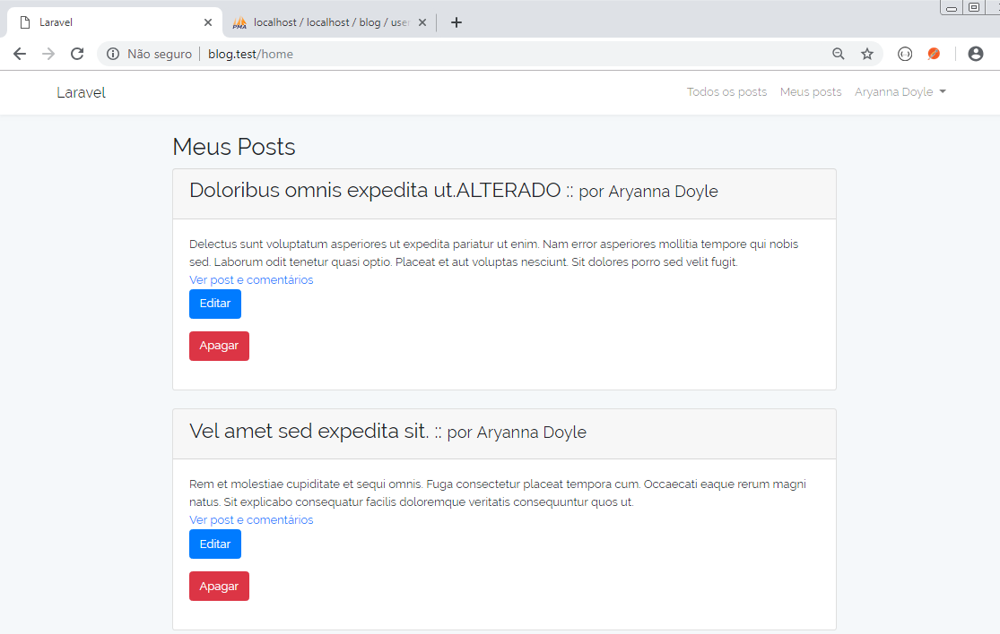 Laravel
localhost / localhost / blog / user
Não seguro
blog.test/home
Laravel
Todos os posts Meus posts Aryanna Doyle
Meus Posts
Doloribus omnis expedita ut.ALTERADO :: por Aryanna Doyle
Delectus sunt voluptatum asperiores ut expedita pariatur ut enim. Nam error asperiores mollitia tempore qui nobis
sed. Laborum odit tenetur quasi optio. Placeat et aut voluptas nesciunt. Sit dolores porro sed velit fugit.
Ver post e comentários
Editar
Apagar
Vel amet sed expedita sit. :: por Aryanna Doyle
Rem et molestiae cupiditate et sequi omnis. Fuga consectetur placeat tempora cum. Occaecati eaque rerum magni
natus. Sit explicabo consequatur facilis doloremque veritatis consequuntur quos ut.
Ver post e comentários
Editar
Apagar